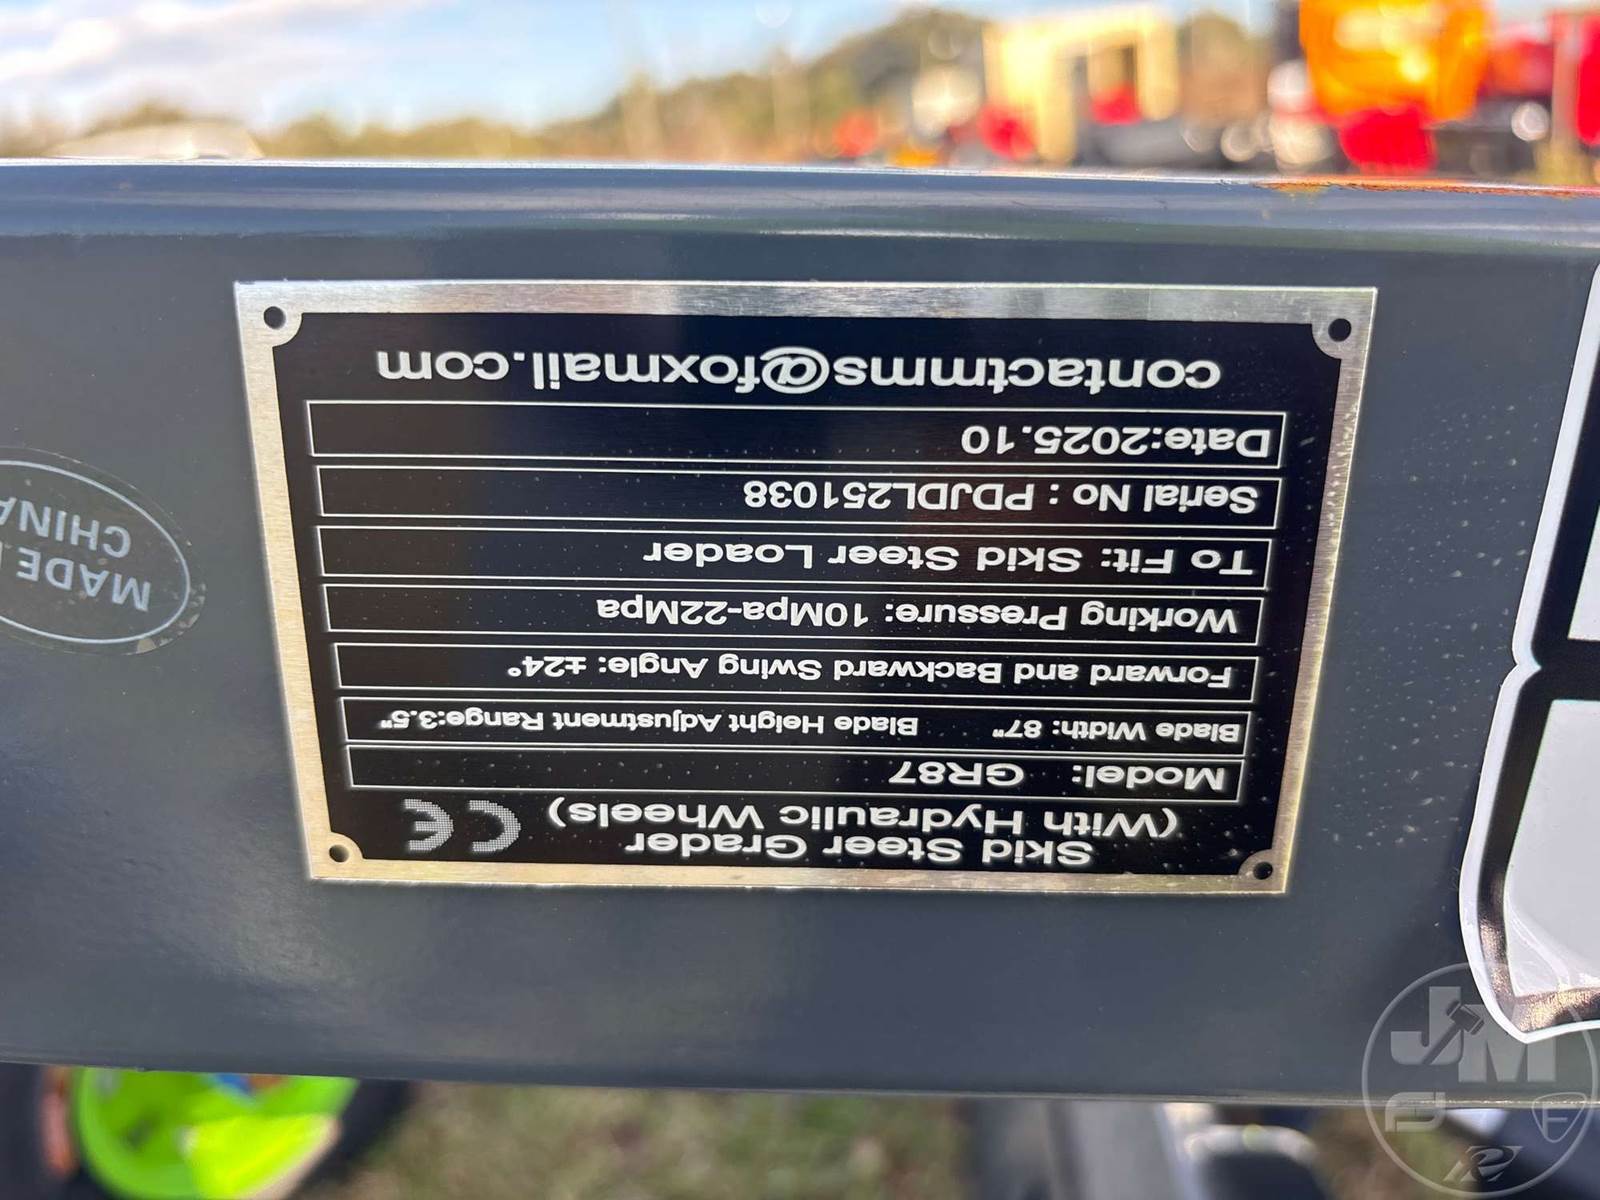 Skid Steer Grader
(With Hydraulic Wheels)
CE
Model: GR87
Blade Width: 87" Blade Height Adjustment Range:3.5"
Forward and Backward Swing Angle: ±24°
Working Pressure: 10Mpa-22Mpa
To Fit: Skid Steer Loader
Serial No : PDJDL251038
Date:2025.10
contactmms@foxmail.com
MADE
CHINA
JM